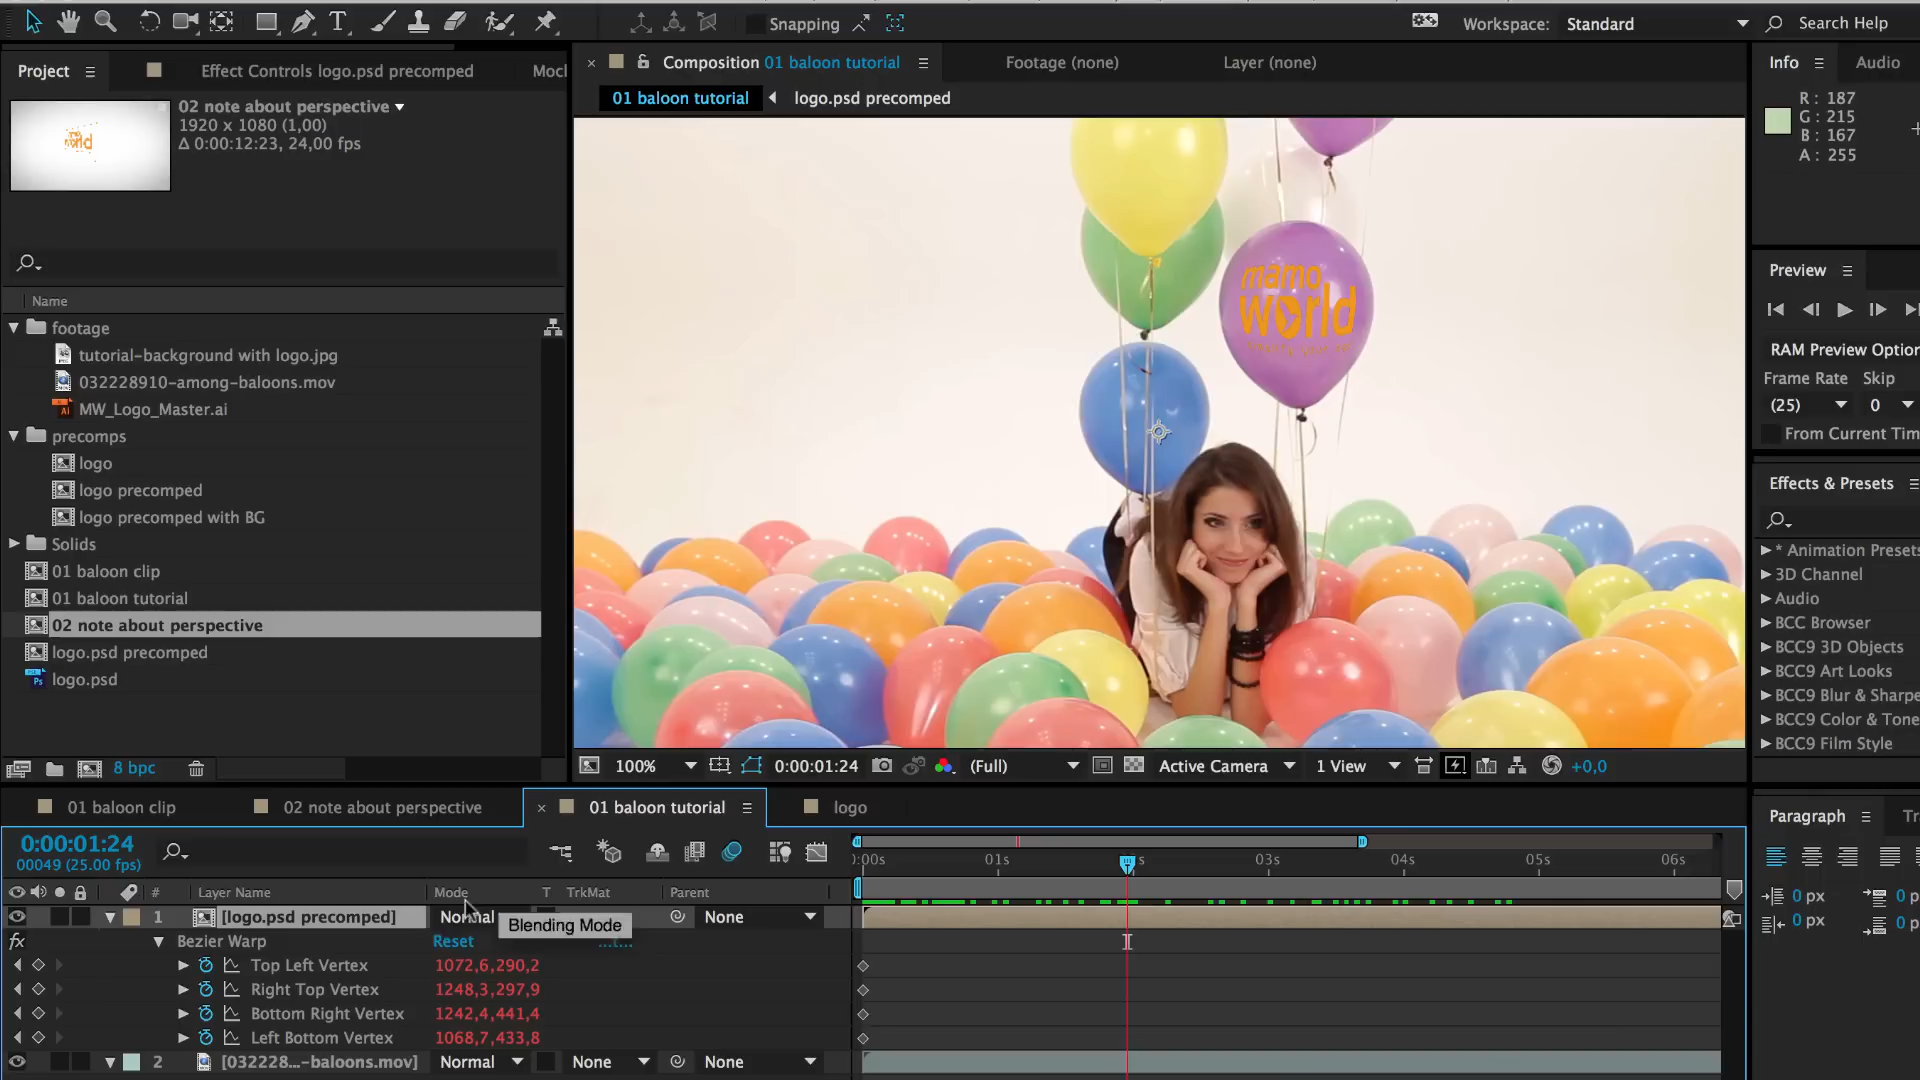 Snapping
Workspace: Standard
Search Help
Project
Effect Controls logo.psd precomped
Mocl
Composition 01 baloon tutorial
Footage (none)
Layer (none)
Info
Audio
02 note about perspective
1920 x 1080 (1,00)
Δ 0:00:12:23, 24,00 fps
01 baloon tutorial
logo.psd precomped
R : 187
G : 215
B : 167
A : 255
Name
footage
tutorial-background with logo.jpg
032228910-among-baloons.mov
MW_Logo_Master.ai
precomps
logo
logo precomped
logo precomped with BG
Solids
01 baloon clip
01 baloon tutorial
02 note about perspective
logo.psd precomped
logo.psd
8 bpc
mamo
world
Preview
RAM Preview Option
Frame Rate Skip
(25) 0
From Current Tim
Effects & Presets
* Animation Presets
3D Channel
Audio
BCC Browser
BCC9 3D Objects
BCC9 Art Looks
BCC9 Blur & Sharpe
BCC9 Color & Tone
BCC9 Film Style
100%
0:00:01:24
(Full)
Active Camera
1 View
+0,0
01 baloon clip
02 note about perspective
01 baloon tutorial
logo
Paragraph
Tr
0:00:01:24
00049 (25.00 fps)
):00s 01s s 03s 04s 05s 06s
# Layer Name Mode T TrkMat Parent
1 [logo.psd precomped] Normal None
Blending Mode
fx Bezier Warp Reset
Top Left Vertex 1072,6,290,2
Right Top Vertex 1248,3,297,9
Bottom Right Vertex 1242,4,441,4
Left Bottom Vertex 1068,7,433,8
2 [032228...-baloons.mov] Normal None None
0 px 0 p
0 px 0 p